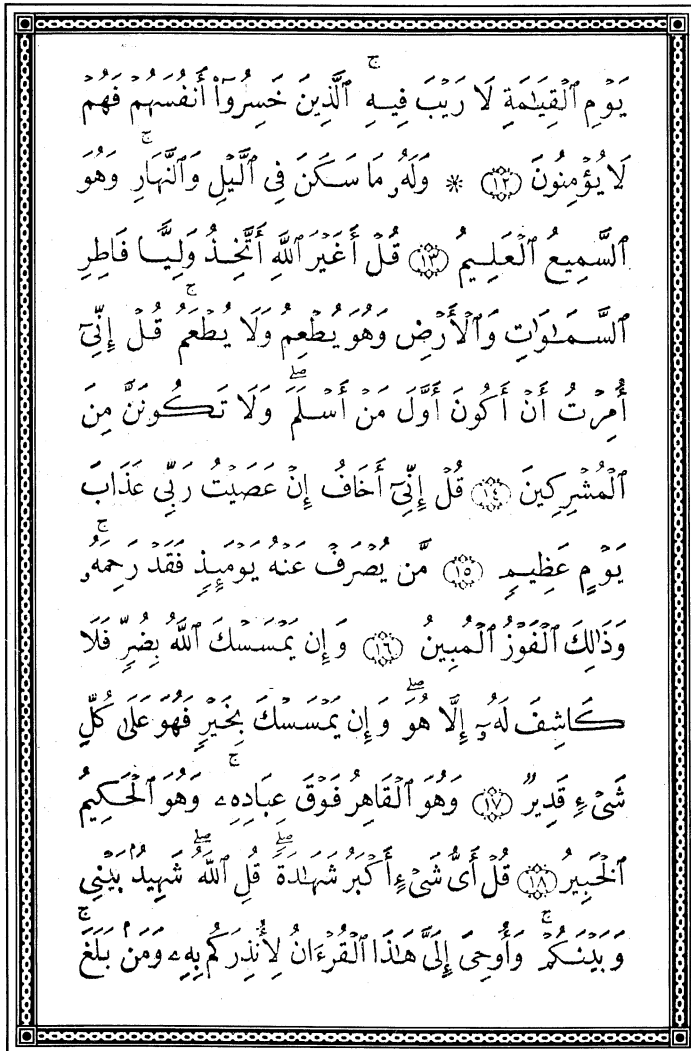 يَوْمِ ٱلْقِيَٰمَةِ لَا رَيْبَ فِيهِۚ ٱلَّذِينَ خَسِرُوٓا۟ أَنفُسَهُمْ فَهُمْ
لَا يُؤْمِنُونَ ﴿١٢﴾ * وَلَهُۥ مَا سَكَنَ فِى ٱلَّيْلِ وَٱلنَّهَارِۚ وَهُوَ
ٱلسَّمِيعُ ٱلْعَلِيمُ ﴿١٣﴾ قُلْ أَغَيْرَ ٱللَّهِ أَتَّخِذُ وَلِيًّا فَاطِرِ
ٱلسَّمَٰوَٰتِ وَٱلْأَرْضِ وَهُوَ يُطْعِمُ وَلَا يُطْعَمُۗ قُلْ إِنِّىٓ
أُمِرْتُ أَنْ أَكُونَ أَوَّلَ مَنْ أَسْلَمَۖ وَلَا تَكُونَنَّ مِنَ
ٱلْمُشْرِكِينَ ﴿١٤﴾ قُلْ إِنِّىٓ أَخَافُ إِنْ عَصَيْتُ رَبِّى عَذَابَ
يَوْمٍ عَظِيمٍ ﴿١٥﴾ مَّن يُصْرَفْ عَنْهُ يَوْمَئِذٍ فَقَدْ رَحِمَهُۥۚ
وَذَٰلِكَ ٱلْفَوْزُ ٱلْمُبِينُ ﴿١٦﴾ وَإِن يَمْسَسْكَ ٱللَّهُ بِضُرٍّ فَلَا
كَاشِفَ لَهُۥٓ إِلَّا هُوَۖ وَإِن يَمْسَسْكَ بِخَيْرٍ فَهُوَ عَلَىٰ كُلِّ
شَىْءٍ قَدِيرٌ ﴿١٧﴾ وَهُوَ ٱلْقَاهِرُ فَوْقَ عِبَادِهِۦۚ وَهُوَ ٱلْحَكِيمُ
ٱلْخَبِيرُ ﴿١٨﴾ قُلْ أَىُّ شَىْءٍ أَكْبَرُ شَهَٰدَةًۖ قُلِ ٱللَّهُۖ شَهِيدٌۢ بَيْنِى
وَبَيْنَكُمْۚ وَأُوحِىَ إِلَىَّ هَٰذَا ٱلْقُرْءَانُ لِأُنذِرَكُم بِهِۦ وَمَنۢ بَلَغَۚ